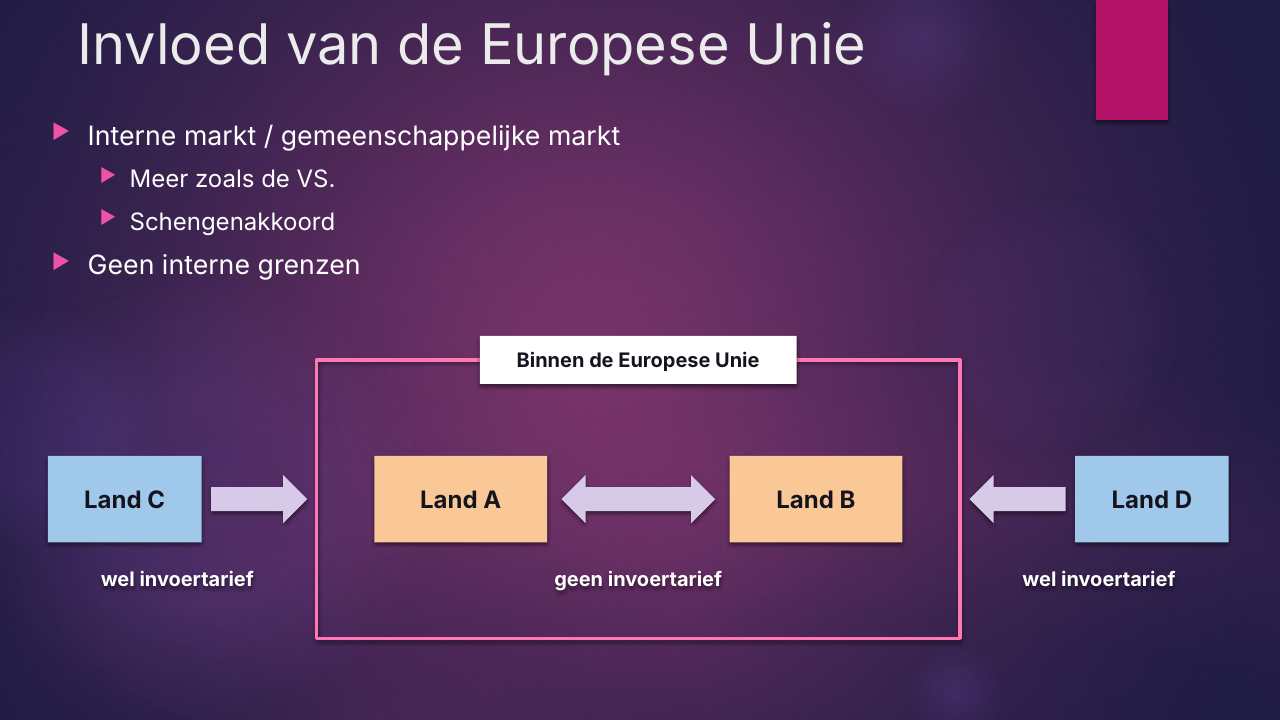 Invloed van de Europese Unie
Interne markt / gemeenschappelijke markt
Meer zoals de VS.
Schengenakkoord
Geen interne grenzen
Binnen de Europese Unie
Land C
Land A
Land B
Land D
wel invoertarief
geen invoertarief
wel invoertarief